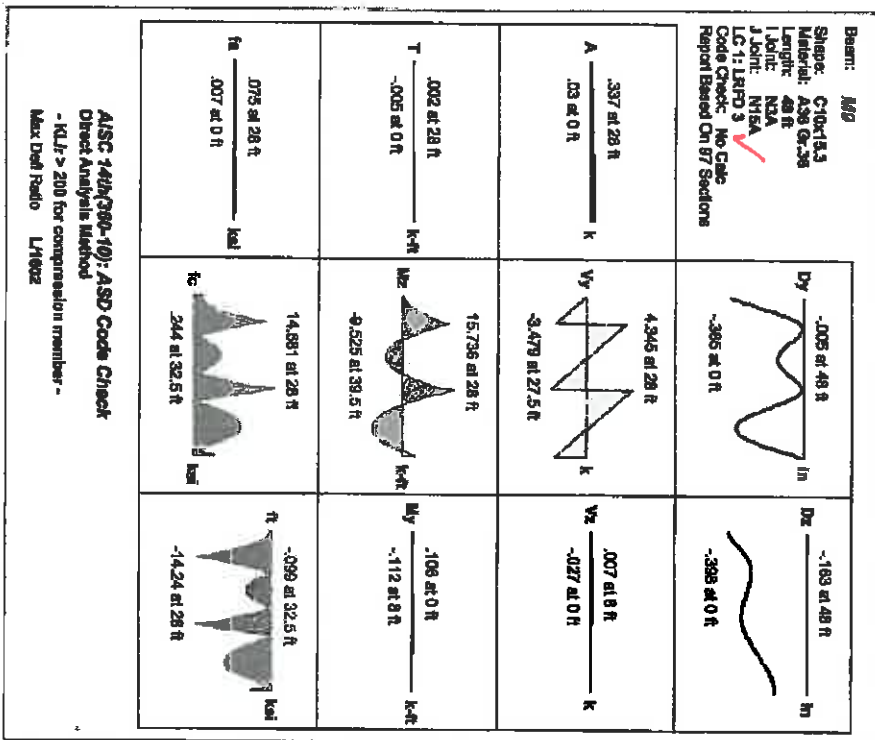 Beam: M9
Shape: C10x15.3
Material: A36 Gr.36
Length: 48 ft
I Joint: N3A
J Joint: N15A
LC 1: LRFD 3
Code Check: No Calc
Report Based On 97 Sections
Dy
-.005 at 48 ft
-.385 at 0 ft
in
Dz
-.163 at 48 ft
-.398 at 0 ft
in
A
.337 at 28 ft
.03 at 0 ft
k
Vy
4.345 at 28 ft
-3.479 at 27.5 ft
k
Vz
.007 at 8 ft
-.027 at 0 ft
k
T
.002 at 28 ft
-.005 at 0 ft
k-ft
Mz
15.736 at 28 ft
-9.525 at 39.5 ft
k-ft
My
.106 at 0 ft
-.112 at 8 ft
k-ft
fa
.075 at 28 ft
.007 at 0 ft
ksi
fc
14.681 at 28 ft
.244 at 32.5 ft
ksi
ft
-.099 at 32.5 ft
-14.24 at 28 ft
ksi
AISC 14th(360-10): ASD Code Check
Direct Analysis Method
- KL/r > 200 for compression member -
Max Defl Ratio L/1602